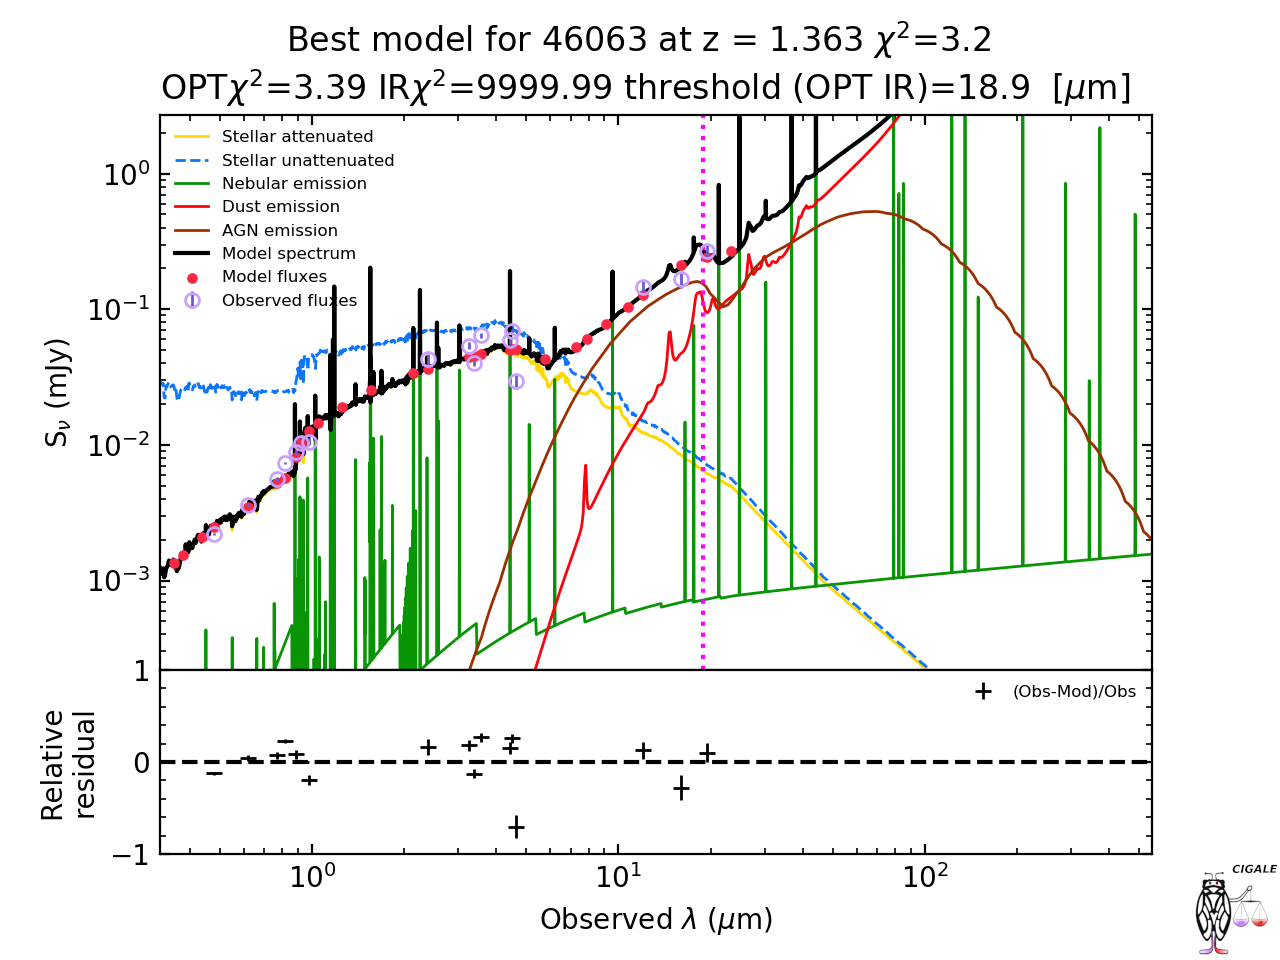 Best model for 46063 at z = 1.363 χ²=3.2
OPTχ²=3.39 IRχ²=9999.99 threshold (OPT IR)=18.9 [μm]
Stellar attenuated
Stellar unattenuated
Nebular emission
Dust emission
AGN emission
Model spectrum
Model fluxes
Observed fluxes
S_ν (mJy)
10⁰
10⁻¹
10⁻²
10⁻³
(Obs-Mod)/Obs
Relative
residual
1
0
−1
10⁰ 10¹ 10²
Observed λ (μm)
CIGALE